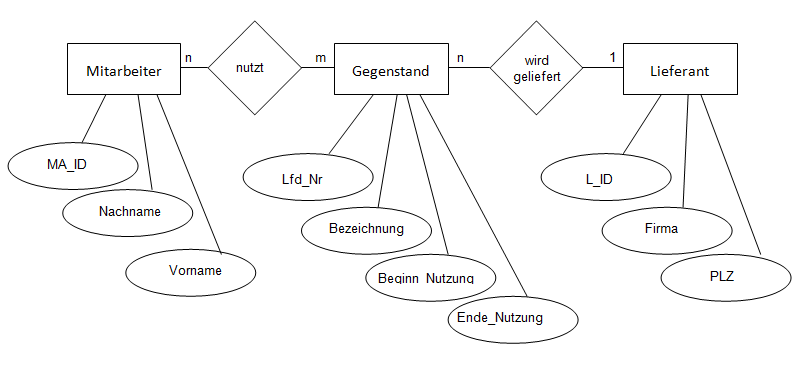 Mitarbeiter
n
nutzt
m
Gegenstand
n
wird
geliefert
1
Lieferant
MA_ID
Nachname
Vorname
Lfd_Nr
Bezeichnung
Beginn_Nutzung
Ende_Nutzung
L_ID
Firma
PLZ